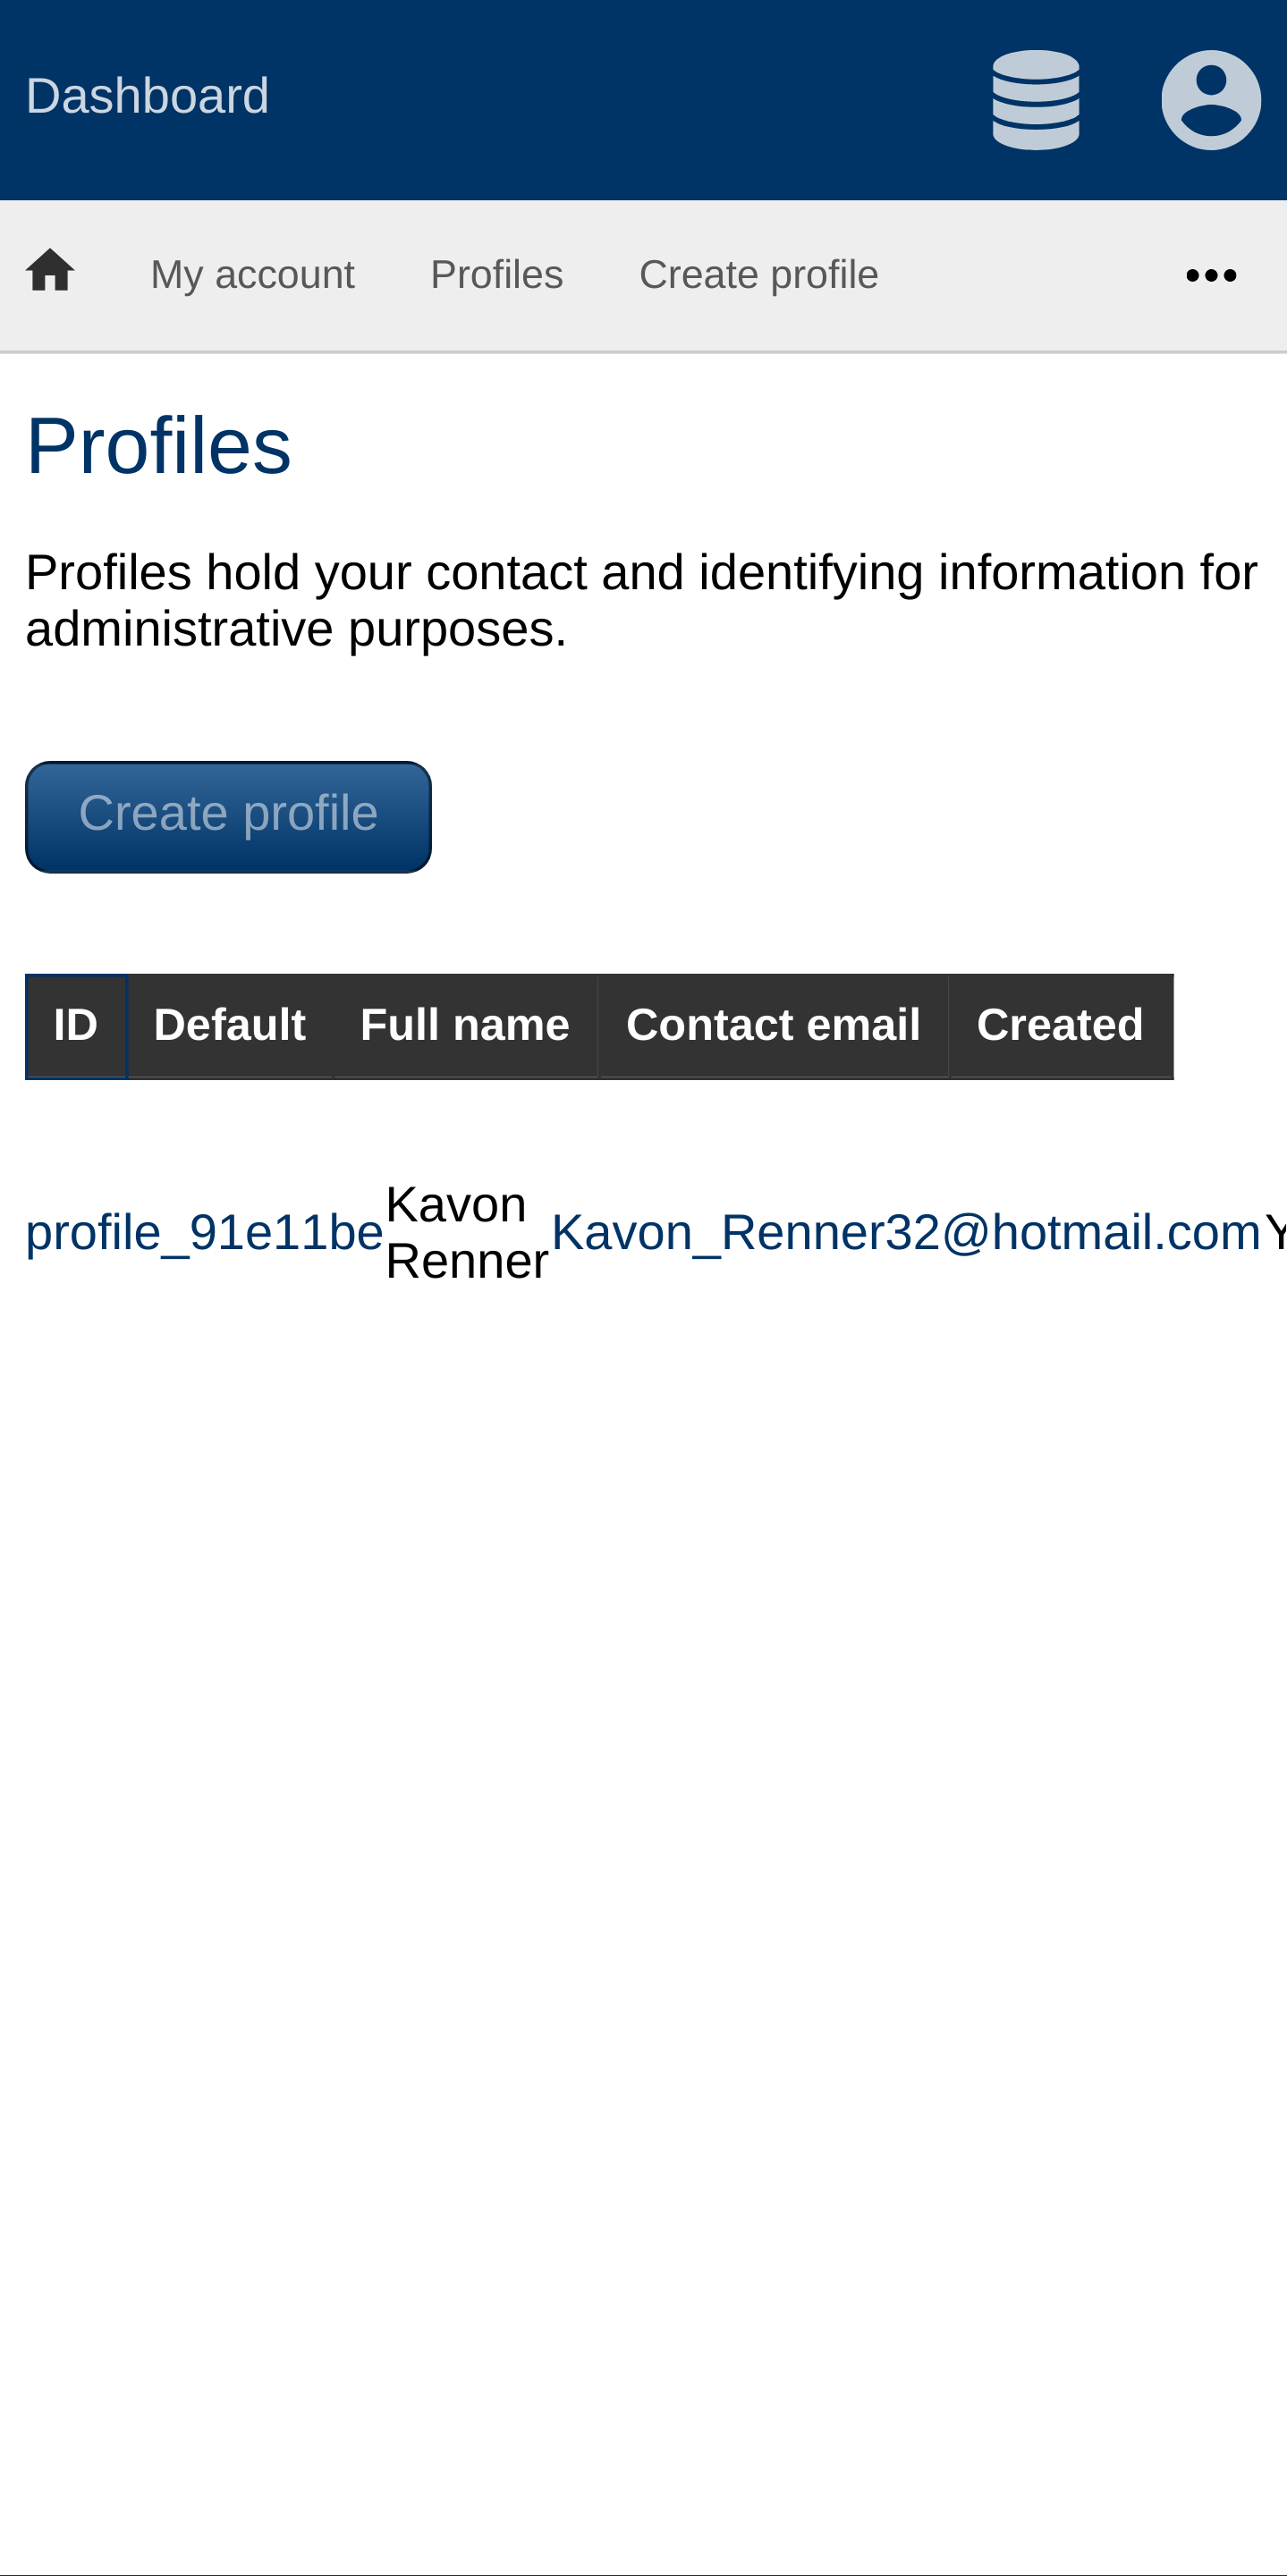 Dashboard
My account Profiles Create profile
Profiles
Profiles hold your contact and identifying information for
administrative purposes.
Create profile
ID Default Full name Contact email Created
profile_91e11be Kavon Renner Kavon_Renner32@hotmail.com